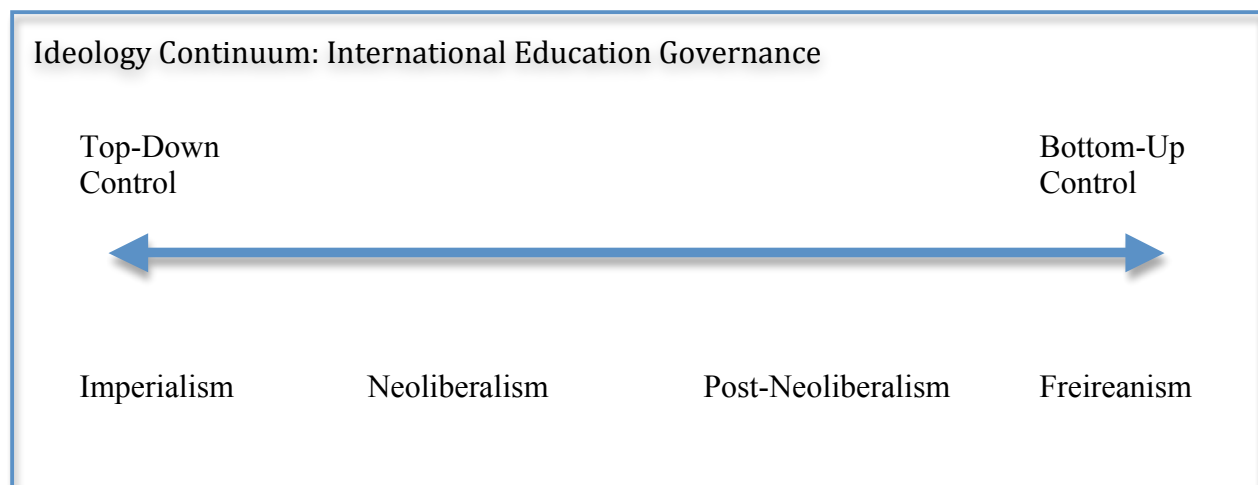 Ideology Continuum: International Education Governance
Top-Down
Control
Bottom-Up
Control
Imperialism
Neoliberalism
Post-Neoliberalism
Freireanism